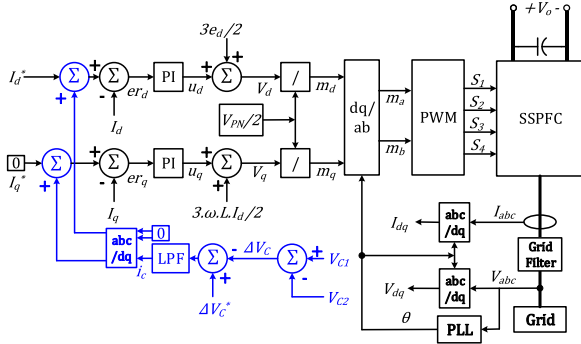 +V_o-
3e_d/2
I_d* Σ Σ er_d PI u_d Σ V_d / m_d
I_d
dq/
ab
m_a
m_b
PWM
S_1
S_2
S_3
S_4
SSPFC
V_PN/2
0 Σ Σ er_q PI u_q Σ V_q / m_q
I_q*
I_q
3.ω.L.I_d/2
abc
/dq
0
i_c
LPF
Σ
ΔV_C
Σ
V_C1
V_C2
ΔV_C*
I_dq
abc
/dq
I_abc
Grid
Filter
V_dq
abc
/dq
V_abc
θ
PLL
Grid